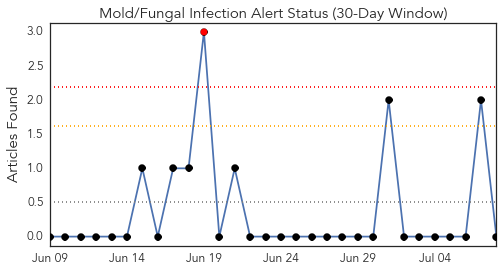 Mold/Fungal Infection Alert Status (30-Day Window)
Articles Found
3.0
2.5
2.0
1.5
1.0
0.5
0.0
Jun 09 Jun 14 Jun 19 Jun 24 Jun 29 Jul 04